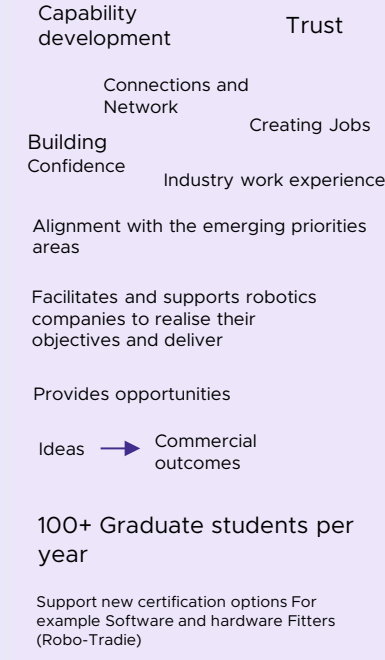 Capability
development
Trust
Connections and
Network
Creating Jobs
Building
Confidence
Industry work experience
Alignment with the emerging priorities
areas
Facilitates and supports robotics
companies to realise their
objectives and deliver
Provides opportunities
Ideas
Commercial
outcomes
100+ Graduate students per
year
Support new certification options For
example Software and hardware Fitters
(Robo-Tradie)